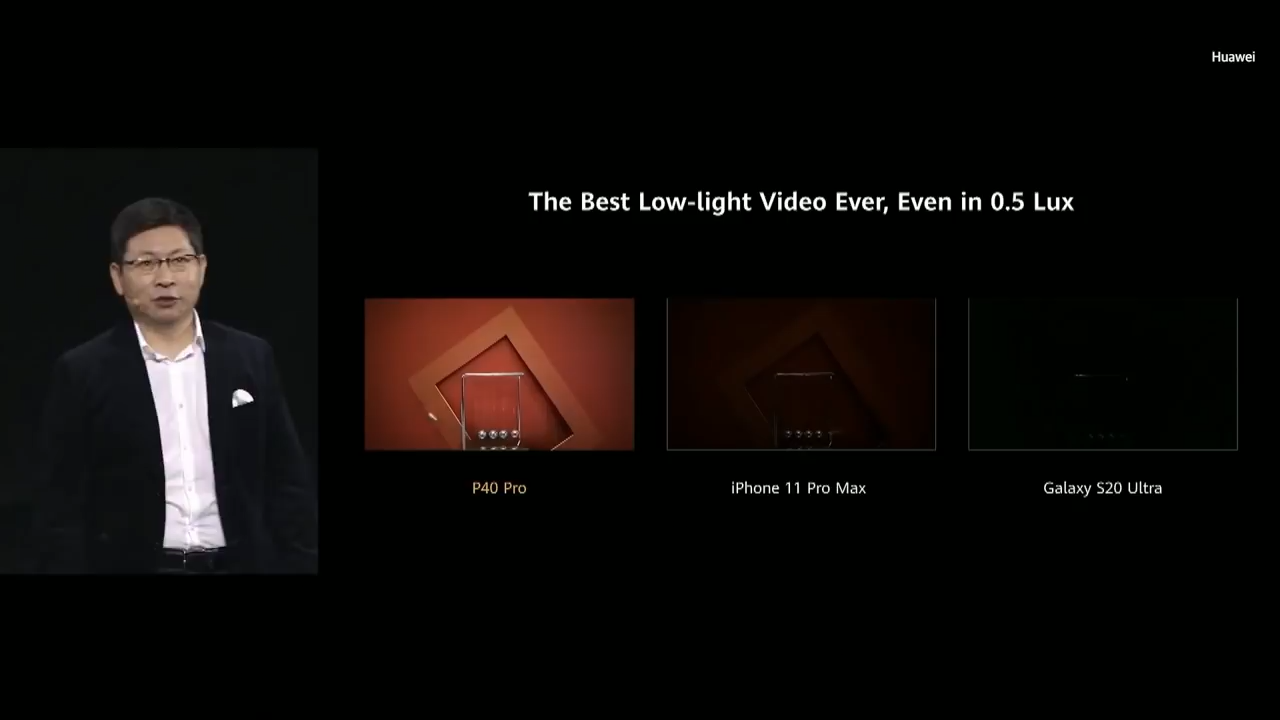 Huawei
The Best Low-light Video Ever, Even in 0.5 Lux
P40 Pro
iPhone 11 Pro Max
Galaxy S20 Ultra